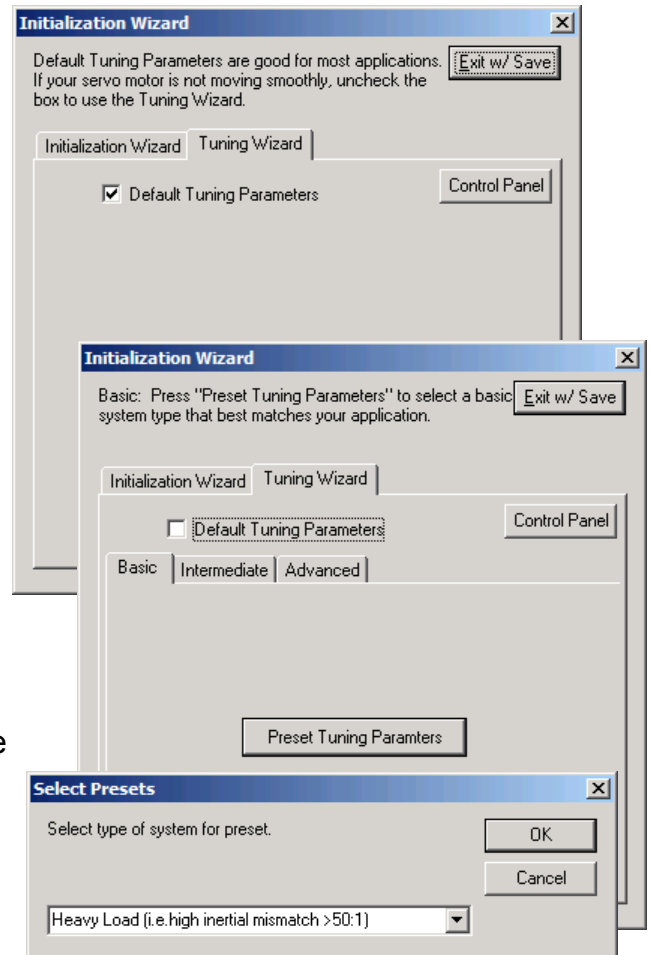 Initialization Wizard
Default Tuning Parameters are good for most applications.
If your servo motor is not moving smoothly, uncheck the
box to use the Tuning Wizard.
Exit w/ Save
Initialization Wizard Tuning Wizard
Default Tuning Parameters
Control Panel
Initialization Wizard
Basic: Press "Preset Tuning Parameters" to select a basic
system type that best matches your application.
Exit w/ Save
Initialization Wizard Tuning Wizard
Default Tuning Parameters
Control Panel
Basic Intermediate Advanced
Preset Tuning Paramters
e
Select Presets
Select type of system for preset.
OK
Cancel
Heavy Load (i.e.high inertial mismatch >50:1)